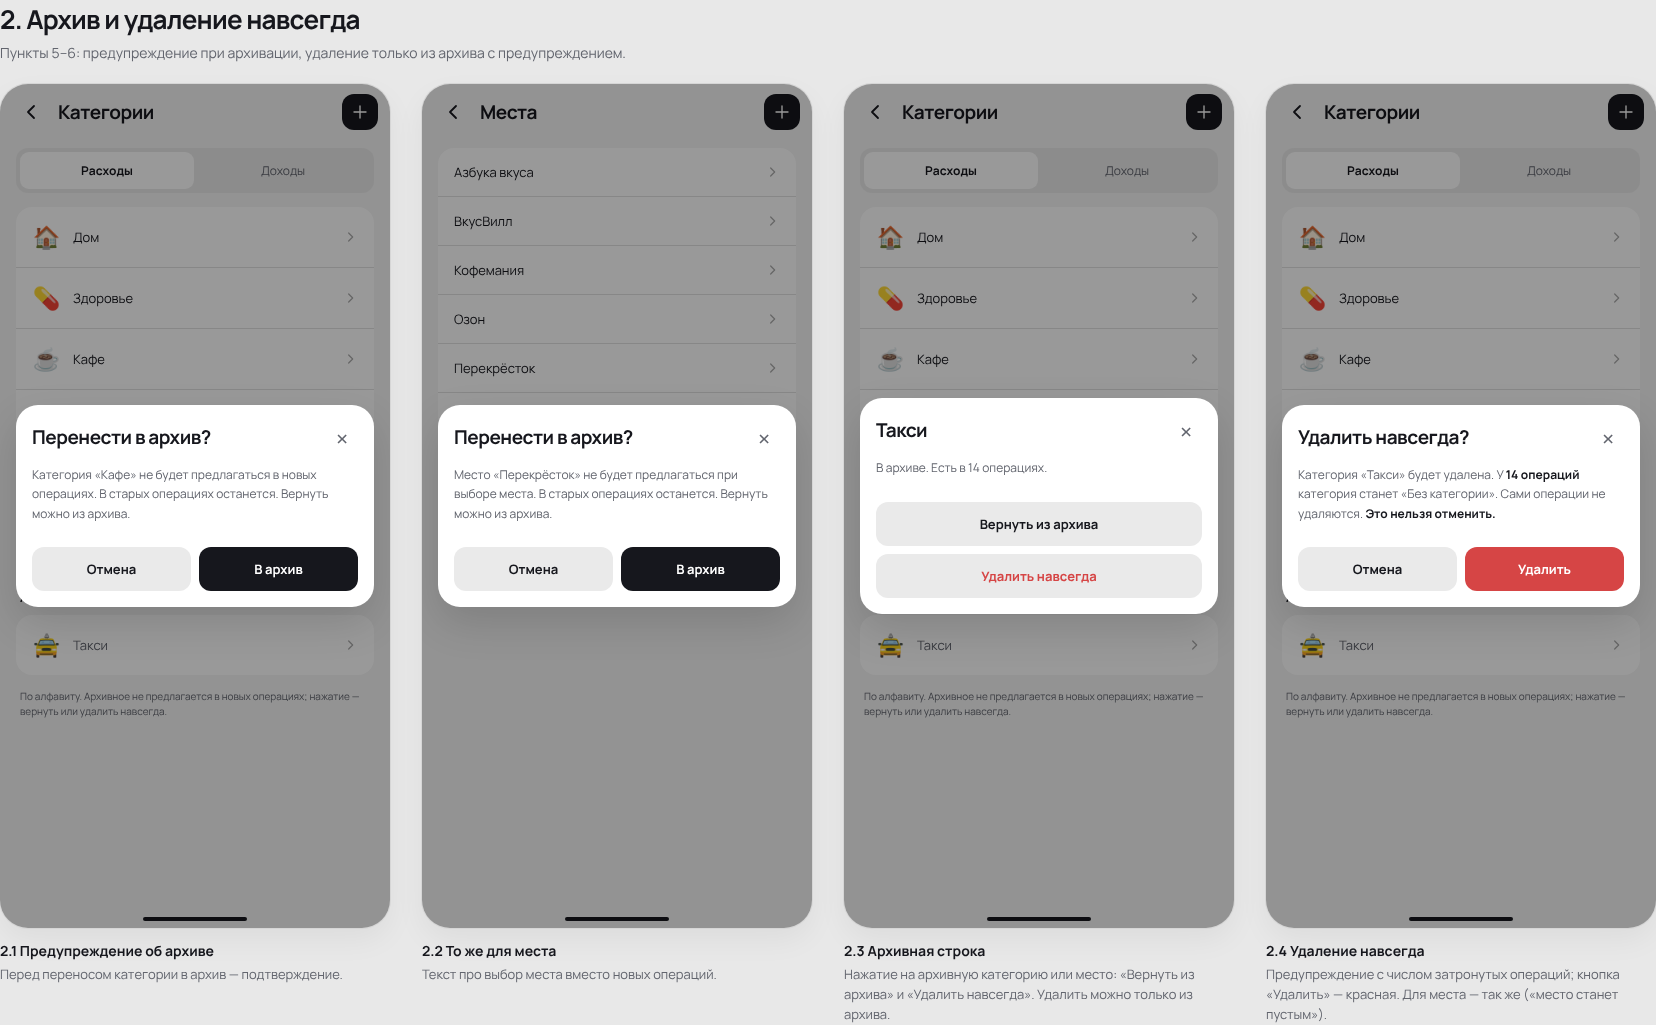 2. Архив и удаление навсегда
Пункты 5–6: предупреждение при архивации, удаление только из архива с предупреждением.
Категории
Расходы
Доходы
Дом
Здоровье
Кафе
Перенести в архив?
Категория «Кафе» не будет предлагаться в новых
операциях. В старых операциях останется. Вернуть
можно из архива.
Отмена
В архив
Такси
По алфавиту. Архивное не предлагается в новых операциях; нажатие —
вернуть или удалить навсегда.
2.1 Предупреждение об архиве
Перед переносом категории в архив — подтверждение.
Места
Азбука вкуса
ВкусВилл
Кофемания
Озон
Перекрёсток
Перенести в архив?
Место «Перекрёсток» не будет предлагаться при
выборе места. В старых операциях останется. Вернуть
можно из архива.
Отмена
В архив
2.2 То же для места
Текст про выбор места вместо новых операций.
Категории
Расходы
Доходы
Дом
Здоровье
Кафе
Такси
В архиве. Есть в 14 операциях.
Вернуть из архива
Удалить навсегда
Такси
По алфавиту. Архивное не предлагается в новых операциях; нажатие —
вернуть или удалить навсегда.
2.3 Архивная строка
Нажатие на архивную категорию или место: «Вернуть из
архива» и «Удалить навсегда». Удалить можно только из
архива.
Категории
Расходы
Доходы
Дом
Здоровье
Кафе
Удалить навсегда?
Категория «Такси» будет удалена. У 14 операций
категория станет «Без категории». Сами операции не
удаляются. Это нельзя отменить.
Отмена
Удалить
Такси
По алфавиту. Архивное не предлагается в новых операциях; нажатие —
вернуть или удалить навсегда.
2.4 Удаление навсегда
Предупреждение с числом затронутых операций; кнопка
«Удалить» — красная. Для места — так же («место станет
пустым»).